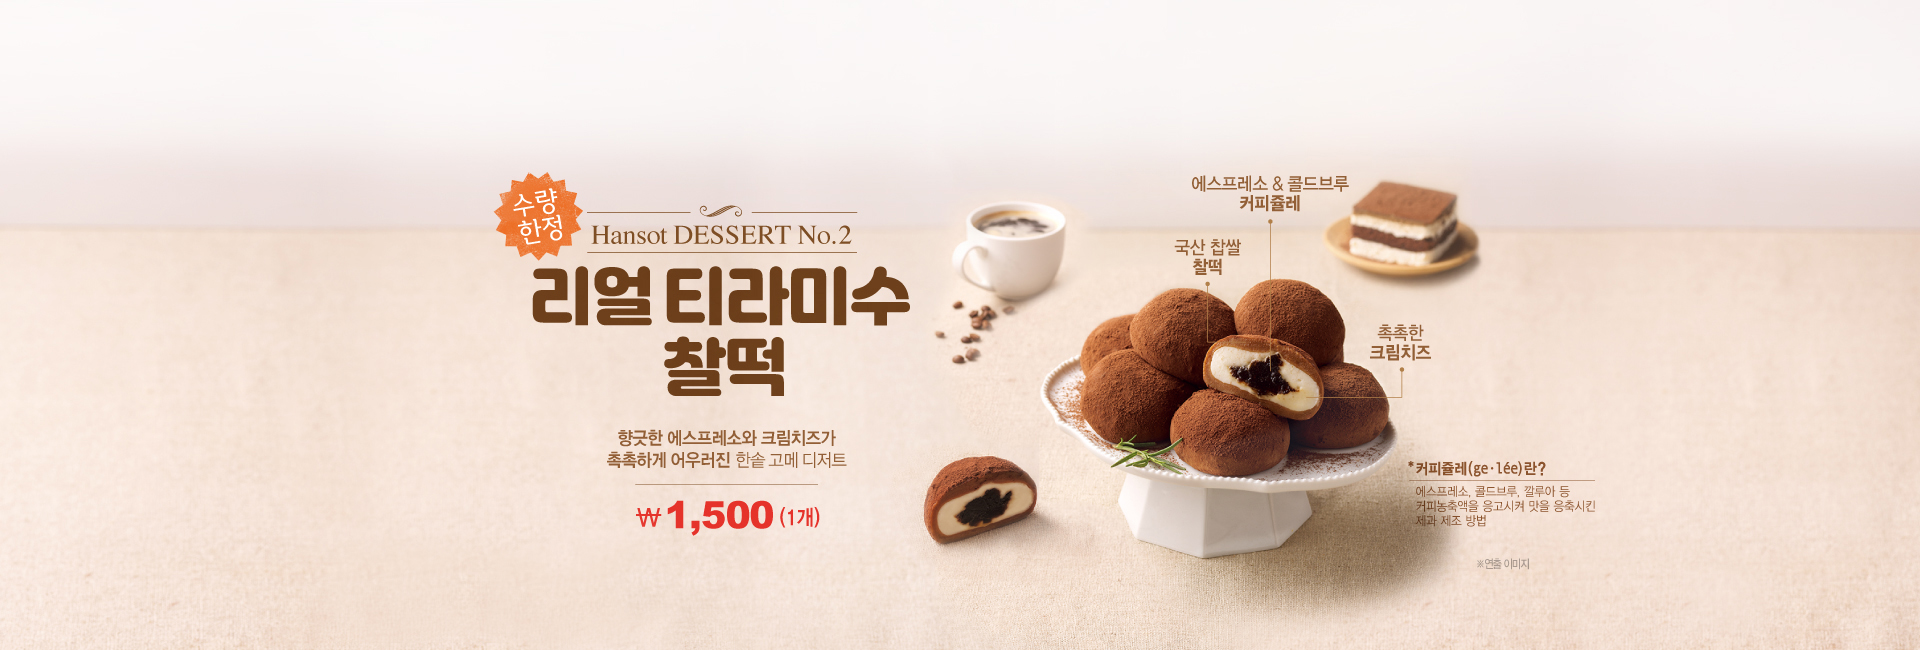 수량
한정
Hansot DESSERT No.2
리얼 티라미수
찰떡
향긋한 에스프레소와 크림치즈가
촉촉하게 어우러진 한솥 고메 디저트
₩1,500 (1개)
에스프레소 & 콜드브루
커피쥴레
국산 찹쌀
찰떡
촉촉한
크림치즈
*커피쥴레(ge·lée)란?
에스프레소, 콜드브루, 깔루아 등
커피농축액을 응고시켜 맛을 응축시킨
제과 제조 방법
※연출 이미지